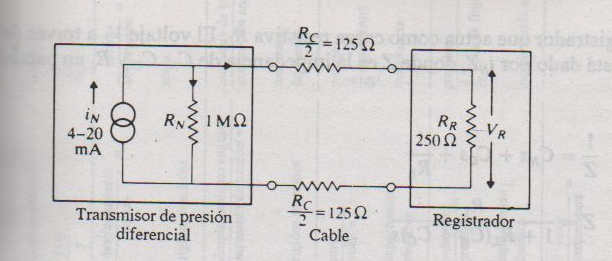 R_C/2 = 125 Ω
i_N
4–20
mA
R_N
1 MΩ
R_R
250 Ω
V_R
R_C/2 = 125 Ω
Cable
Transmisor de presión
diferencial
Registrador